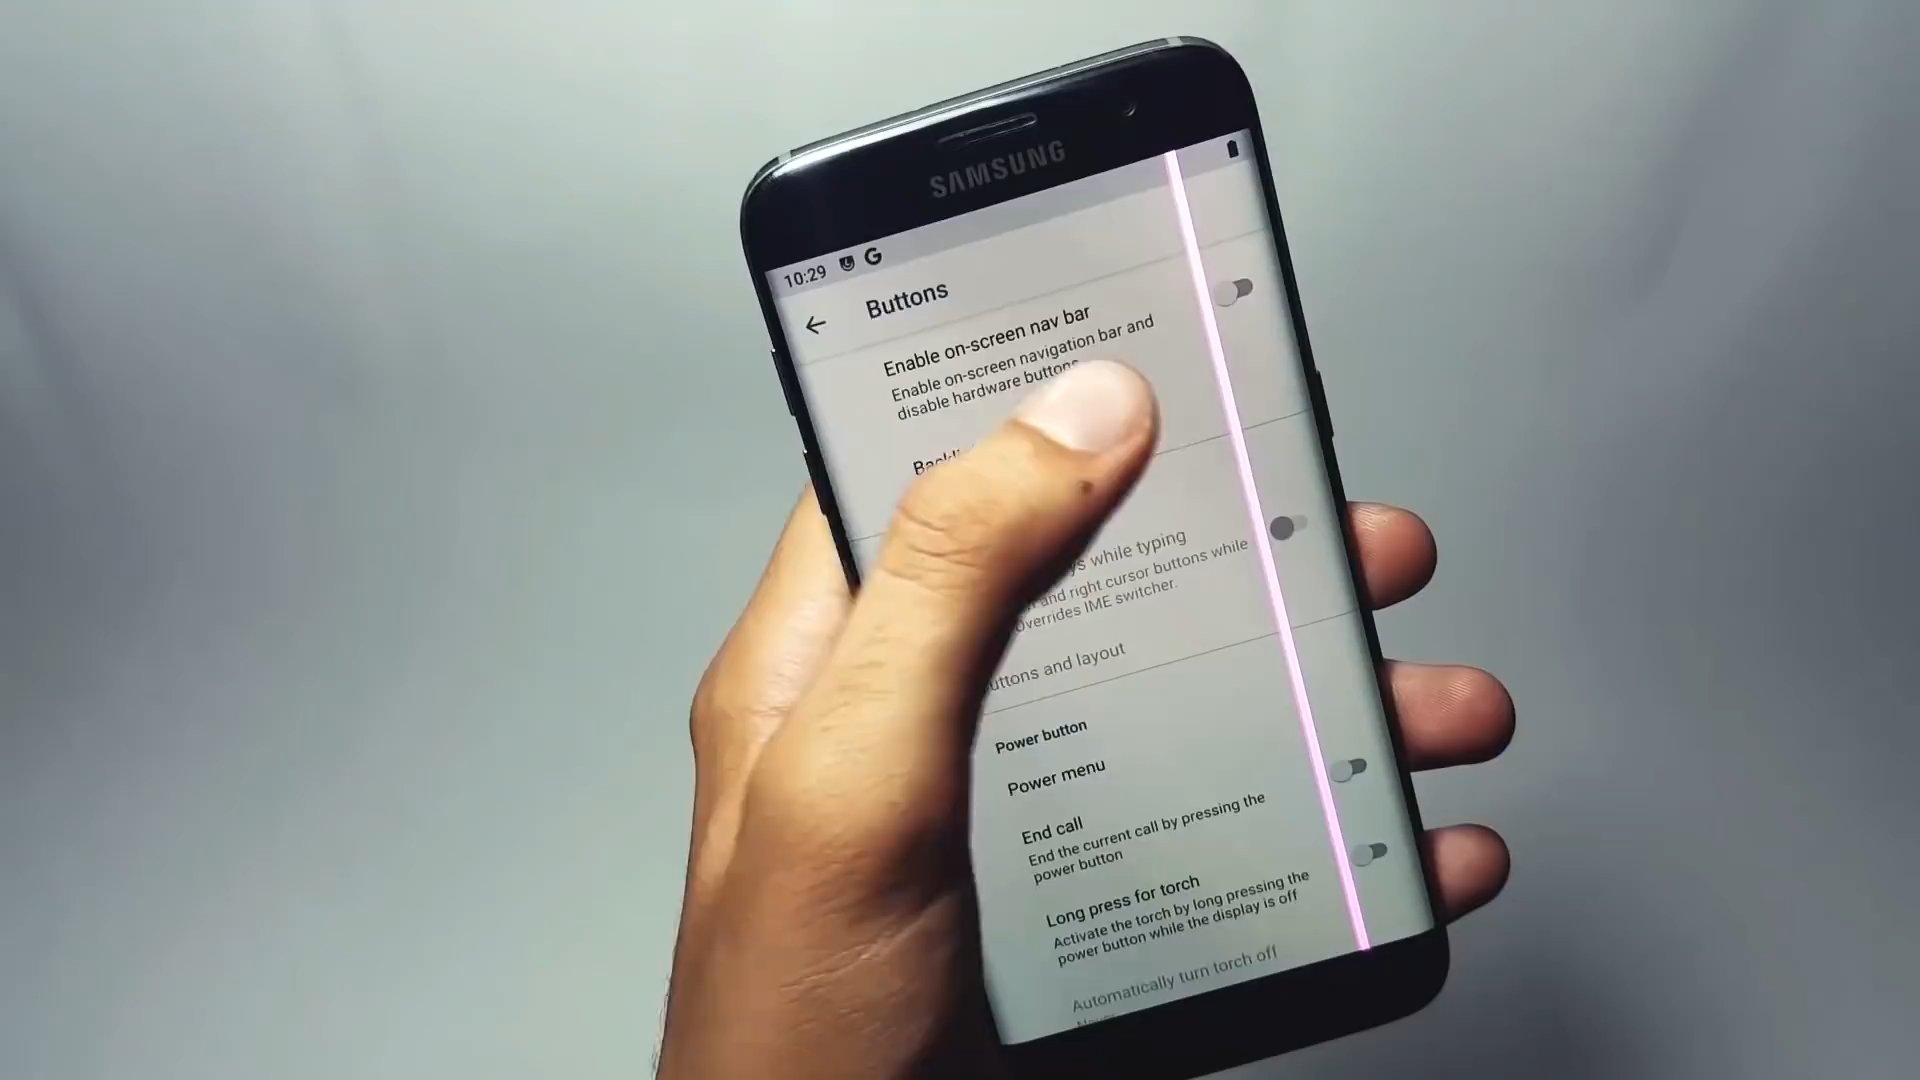 SAMSUNG
10:29 G
Buttons
Enable on-screen nav bar
Enable on-screen navigation bar and
disable hardware buttons
while typing
and right cursor buttons while
Overrides IME switcher.
and layout
Power button
Power menu
End call
End the current call by pressing the
power button
Long press for torch
Activate the torch by long pressing the
power button while the display is off
Automatically turn torch off